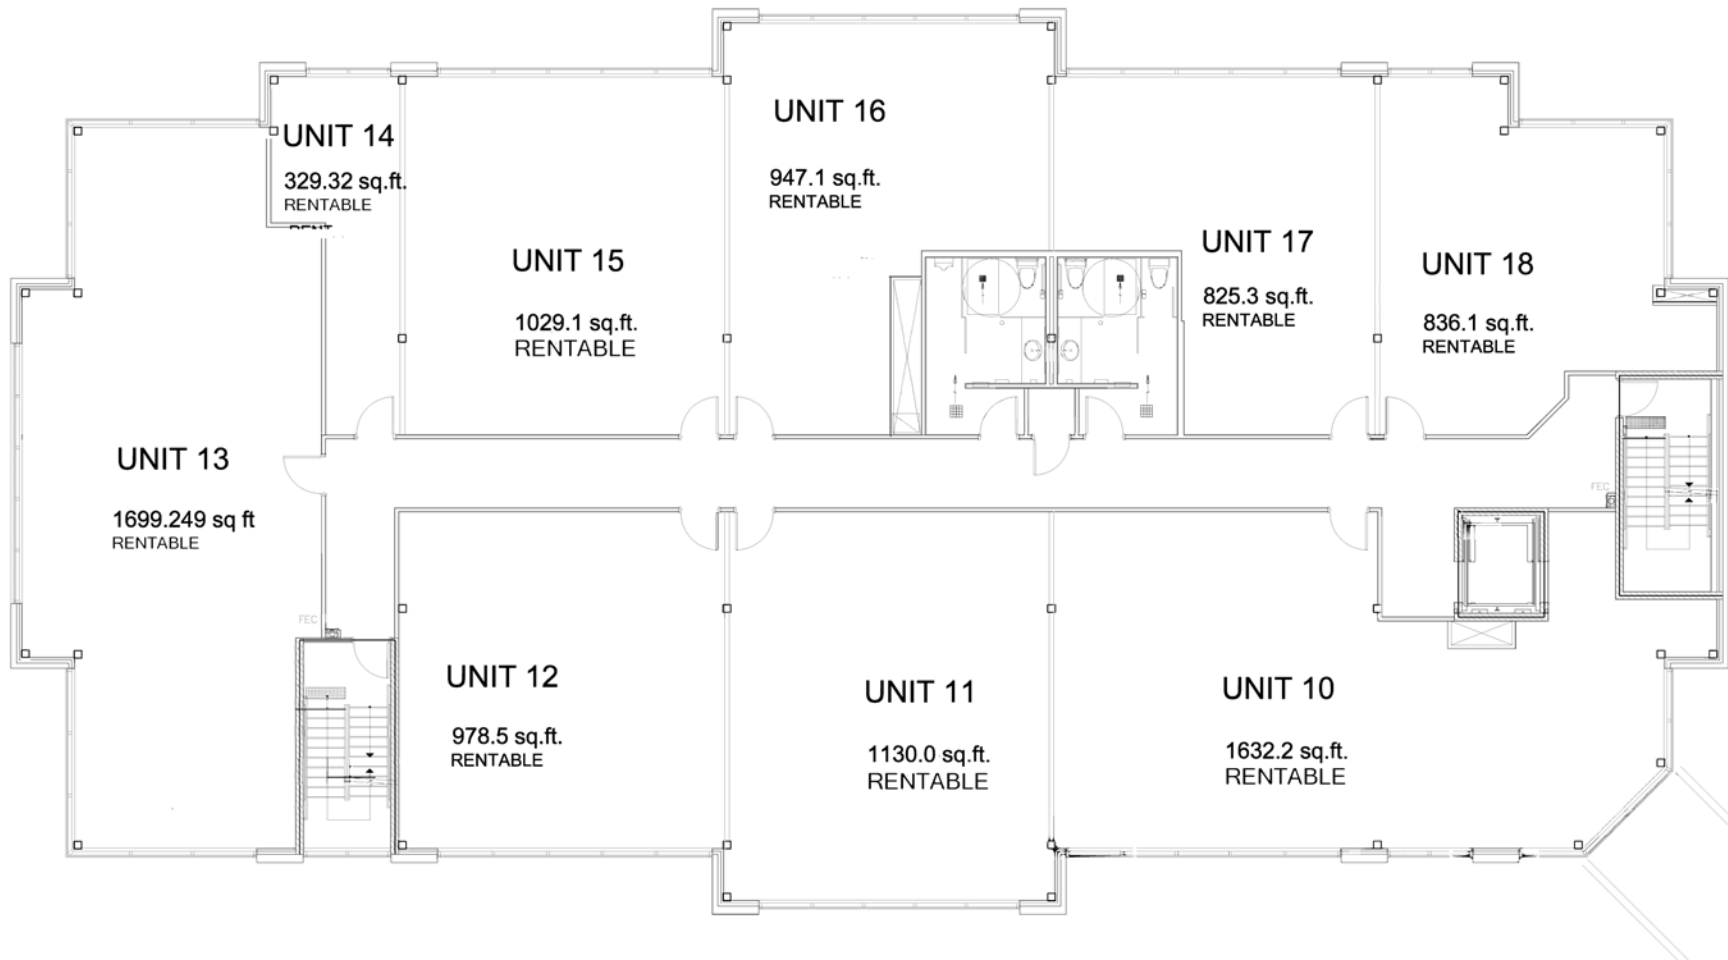 UNIT 16
947.1 sq.ft.
RENTABLE
UNIT 14
329.32 sq.ft.
RENTABLE
UNIT 15
1029.1 sq.ft.
RENTABLE
UNIT 17
825.3 sq.ft.
RENTABLE
UNIT 18
836.1 sq.ft.
RENTABLE
UNIT 13
1699.249 sq ft
RENTABLE
FEC
FEC
UNIT 12
978.5 sq.ft.
RENTABLE
UNIT 11
1130.0 sq.ft.
RENTABLE
UNIT 10
1632.2 sq.ft.
RENTABLE